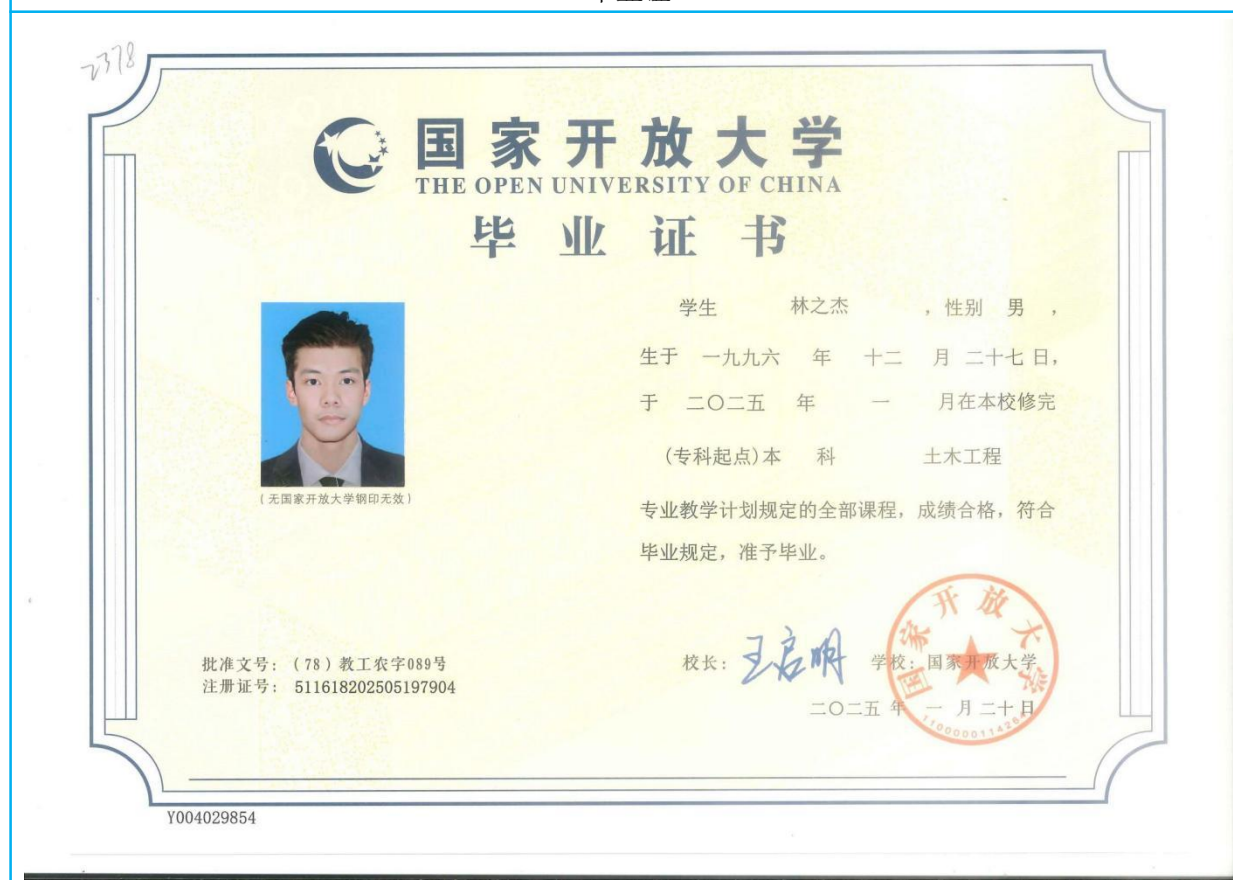 2378
国家开放大学
THE OPEN UNIVERSITY OF CHINA
毕业证书
学生 林之杰 ,性别 男 ,
生于 一九九六 年 十二 月 二十七 日,
于 二〇二五 年 一 月在本校修完
(专科起点)本 科 土木工程
专业教学计划规定的全部课程,成绩合格,符合
毕业规定,准予毕业。
(无国家开放大学钢印无效)
校长: 王启明 学校: 国家开放大学
二〇二五 年 一 月 二十 日
国家开放大学
批准文号: (78)教工农字089号
注册证号: 511618202505197904
Y004029854